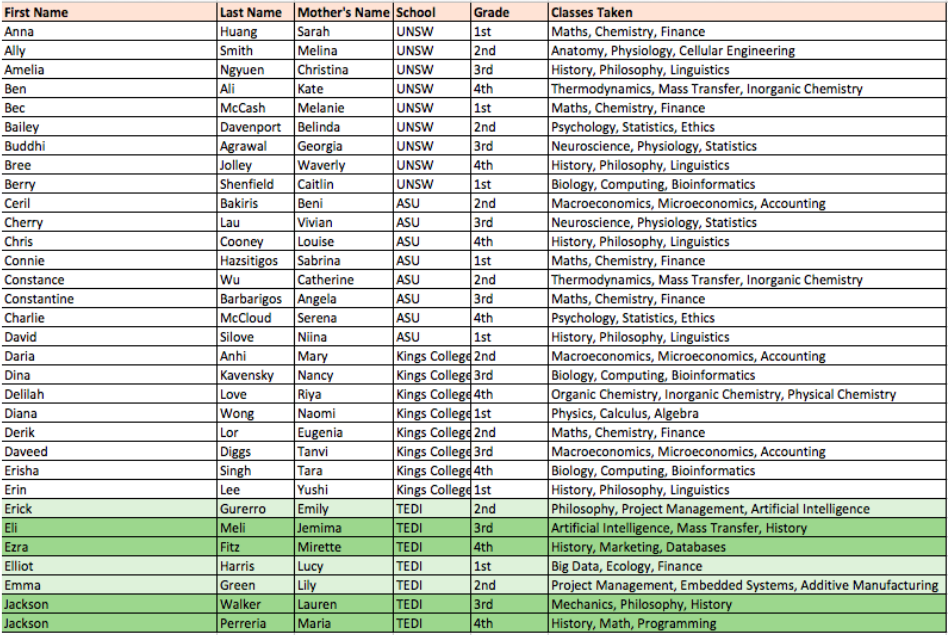 First Name Last Name Mother's Name School Grade Classes Taken
Anna Huang Sarah UNSW 1st Maths, Chemistry, Finance
Ally Smith Melina UNSW 2nd Anatomy, Physiology, Cellular Engineering
Amelia Ngyuen Christina UNSW 3rd History, Philosophy, Linguistics
Ben Ali Kate UNSW 4th Thermodynamics, Mass Transfer, Inorganic Chemistry
Bec McCash Melanie UNSW 1st Maths, Chemistry, Finance
Bailey Davenport Belinda UNSW 2nd Psychology, Statistics, Ethics
Buddhi Agrawal Georgia UNSW 3rd Neuroscience, Physiology, Statistics
Bree Jolley Waverly UNSW 4th History, Philosophy, Linguistics
Berry Shenfield Caitlin UNSW 1st Biology, Computing, Bioinformatics
Ceril Bakiris Beni ASU 2nd Macroeconomics, Microeconomics, Accounting
Cherry Lau Vivian ASU 3rd Neuroscience, Physiology, Statistics
Chris Cooney Louise ASU 4th History, Philosophy, Linguistics
Connie Hazsitigos Sabrina ASU 1st Maths, Chemistry, Finance
Constance Wu Catherine ASU 2nd Thermodynamics, Mass Transfer, Inorganic Chemistry
Constantine Barbarigos Angela ASU 3rd Maths, Chemistry, Finance
Charlie McCloud Serena ASU 4th Psychology, Statistics, Ethics
David Silove Niina ASU 1st History, Philosophy, Linguistics
Daria Anhi Mary Kings College 2nd Macroeconomics, Microeconomics, Accounting
Dina Kavensky Nancy Kings College 3rd Biology, Computing, Bioinformatics
Delilah Love Riya Kings College 4th Organic Chemistry, Inorganic Chemistry, Physical Chemistry
Diana Wong Naomi Kings College 1st Physics, Calculus, Algebra
Derik Lor Eugenia Kings College 2nd Maths, Chemistry, Finance
Daveed Diggs Tanvi Kings College 3rd Macroeconomics, Microeconomics, Accounting
Erisha Singh Tara Kings College 4th Biology, Computing, Bioinformatics
Erin Lee Yushi Kings College 1st History, Philosophy, Linguistics
Erick Gurerro Emily TEDI 2nd Philosophy, Project Management, Artificial Intelligence
Eli Meli Jemima TEDI 3rd Artificial Intelligence, Mass Transfer, History
Ezra Fitz Mirette TEDI 4th History, Marketing, Databases
Elliot Harris Lucy TEDI 1st Big Data, Ecology, Finance
Emma Green Lily TEDI 2nd Project Management, Embedded Systems, Additive Manufacturing
Jackson Walker Lauren TEDI 3rd Mechanics, Philosophy, History
Jackson Perreria Maria TEDI 4th History, Math, Programming